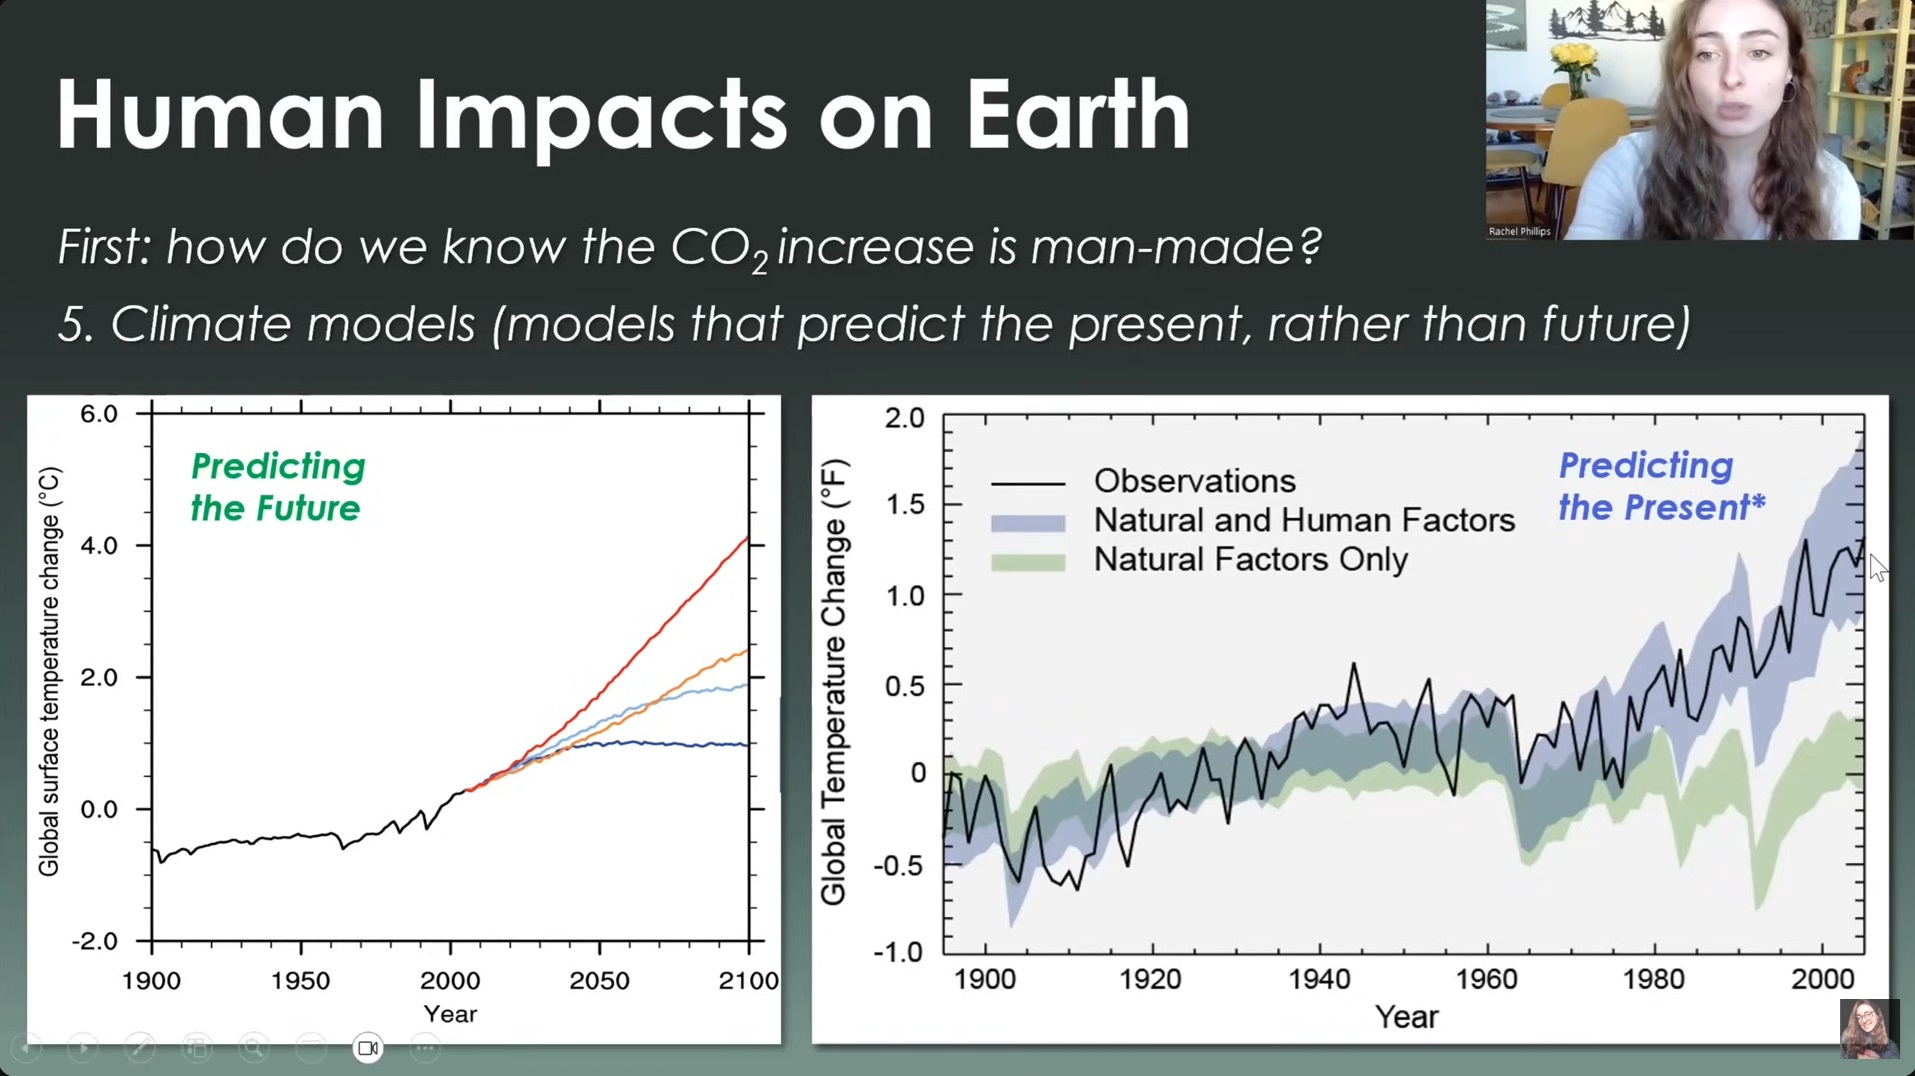 Human Impacts on Earth
Rachel Phillips
First: how do we know the CO₂ increase is man-made?
5. Climate models (models that predict the present, rather than future)
Predicting
the Future
Global surface temperature change (°C)
6.0
4.0
2.0
0.0
-2.0
1900 1950 2000 2050 2100
Year
Observations
Natural and Human Factors
Natural Factors Only
Predicting
the Present*
Global Temperature Change (°F)
2.0
1.5
1.0
0.5
0
-0.5
-1.0
1900 1920 1940 1960 1980 2000
Year